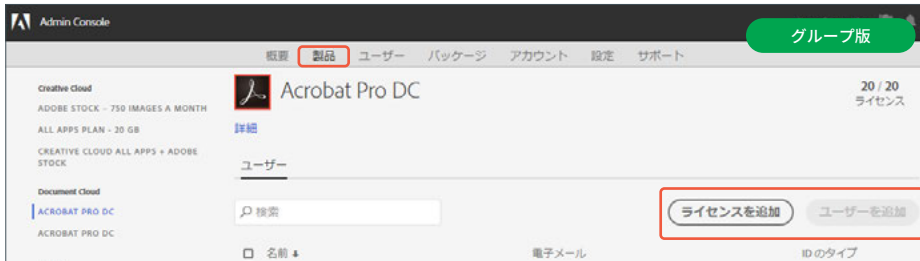 Admin Console
グループ版
概要 製品 ユーザー パッケージ アカウント 設定 サポート
Creative Cloud
ADOBE STOCK - 750 IMAGES A MONTH
ALL APPS PLAN - 20 GB
CREATIVE CLOUD ALL APPS + ADOBE
STOCK
Document Cloud
ACROBAT PRO DC
ACROBAT PRO DC
Acrobat Pro DC
20 / 20
ライセンス
詳細
ユーザー
検索
ライセンスを追加 ユーザーを追加
名前 電子メール IDのタイプ